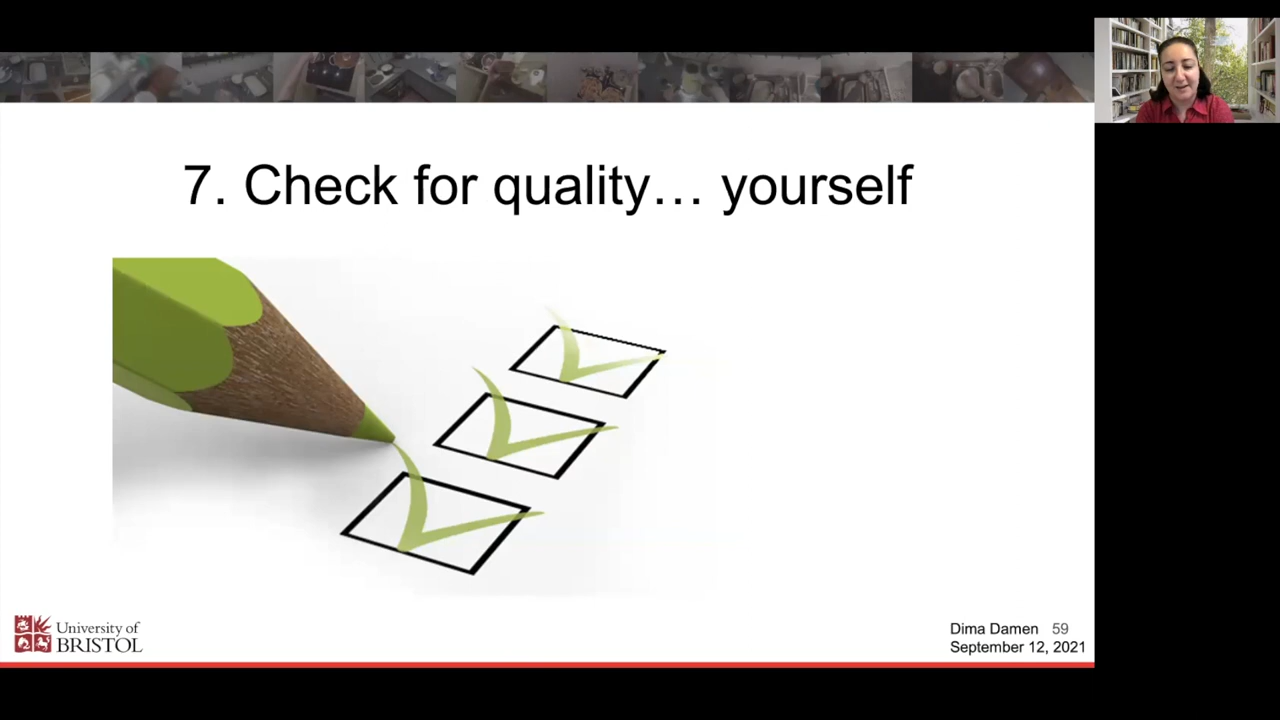 7. Check for quality… yourself
University of
BRISTOL
Dima Damen 59
September 12, 2021